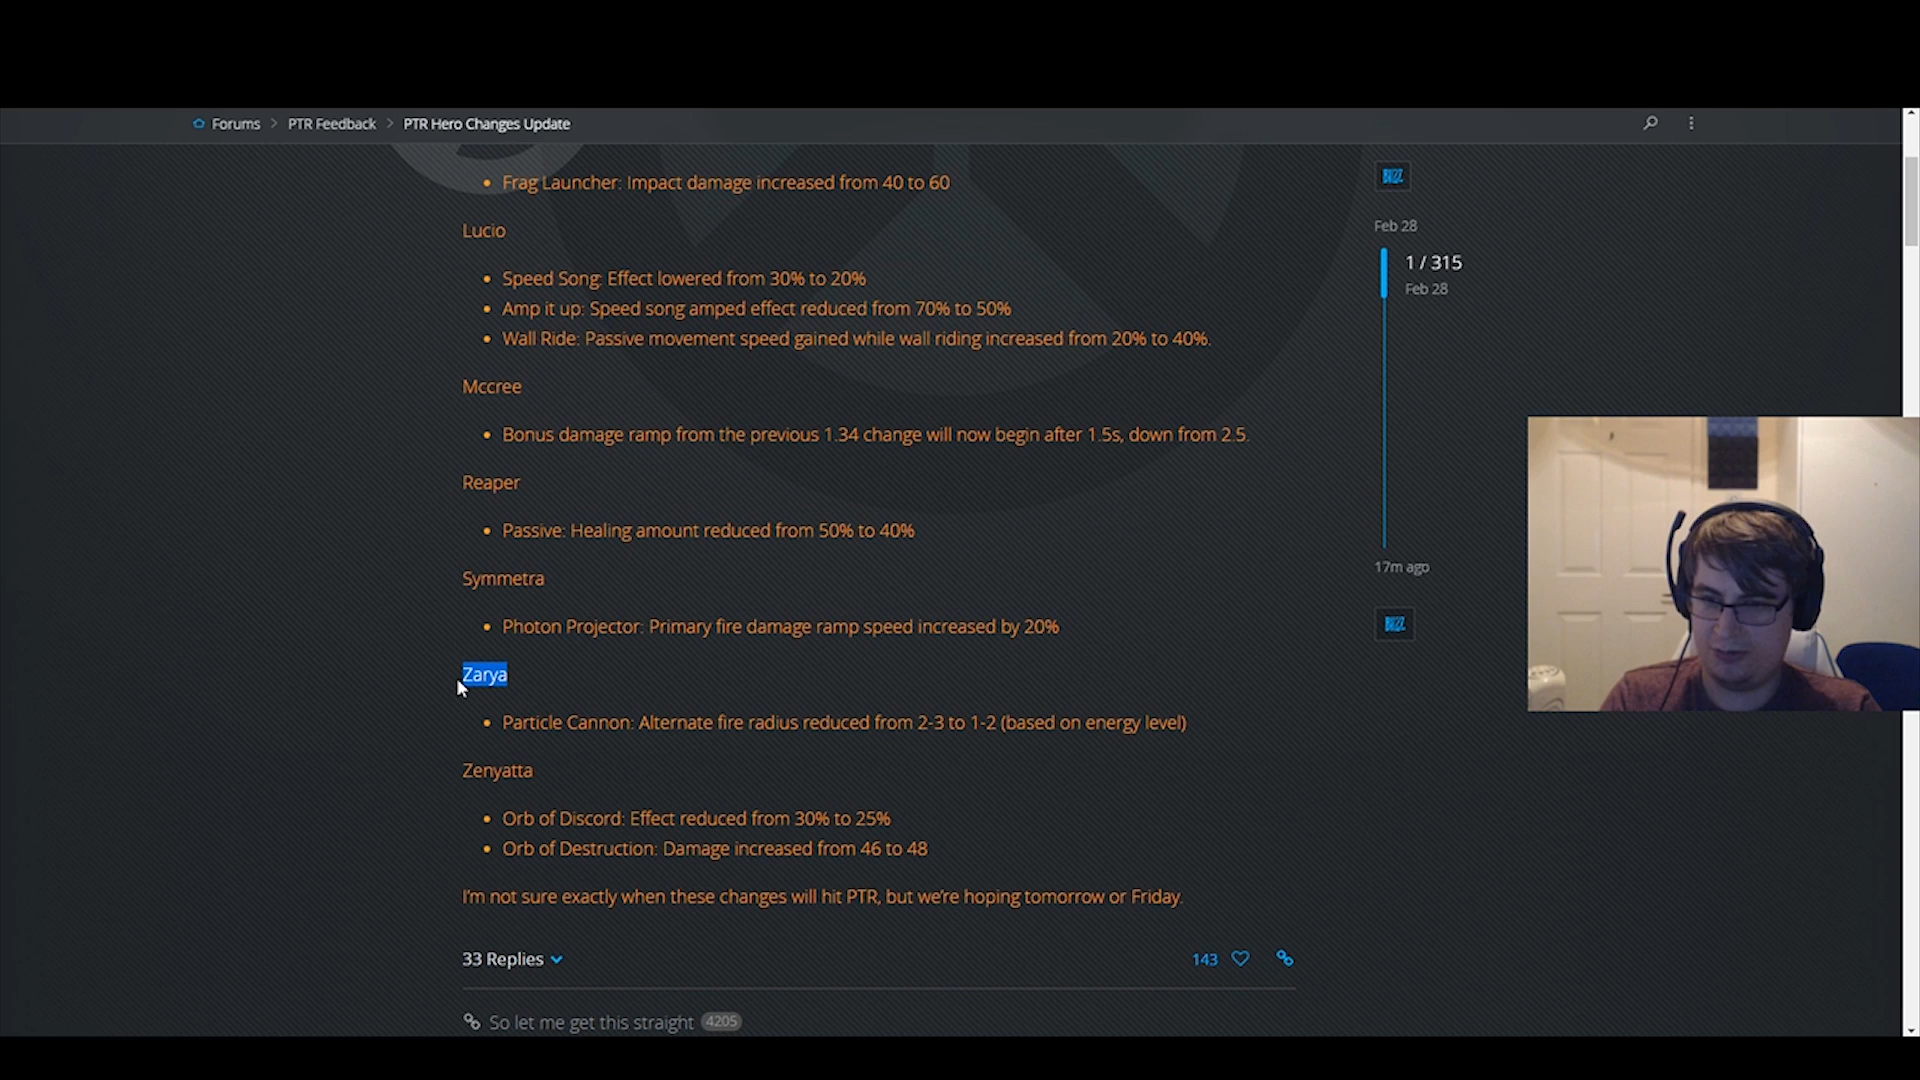 Forums > PTR Feedback > PTR Hero Changes Update
Frag Launcher: Impact damage increased from 40 to 60
Lucio
Speed Song: Effect lowered from 30% to 20%
Amp it up: Speed song amped effect reduced from 70% to 50%
Wall Ride: Passive movement speed gained while wall riding increased from 20% to 40%.
Mccree
Bonus damage ramp from the previous 1.34 change will now begin after 1.5s, down from 2.5.
Reaper
Passive: Healing amount reduced from 50% to 40%
Symmetra
Photon Projector: Primary fire damage ramp speed increased by 20%
Zarya
Particle Cannon: Alternate fire radius reduced from 2-3 to 1-2 (based on energy level)
Zenyatta
Orb of Discord: Effect reduced from 30% to 25%
Orb of Destruction: Damage increased from 46 to 48
I'm not sure exactly when these changes will hit PTR, but we're hoping tomorrow or Friday.
33 Replies
143
So let me get this straight 4205
BLIZZ
Feb 28
1 / 315
Feb 28
17m ago
BLIZZ